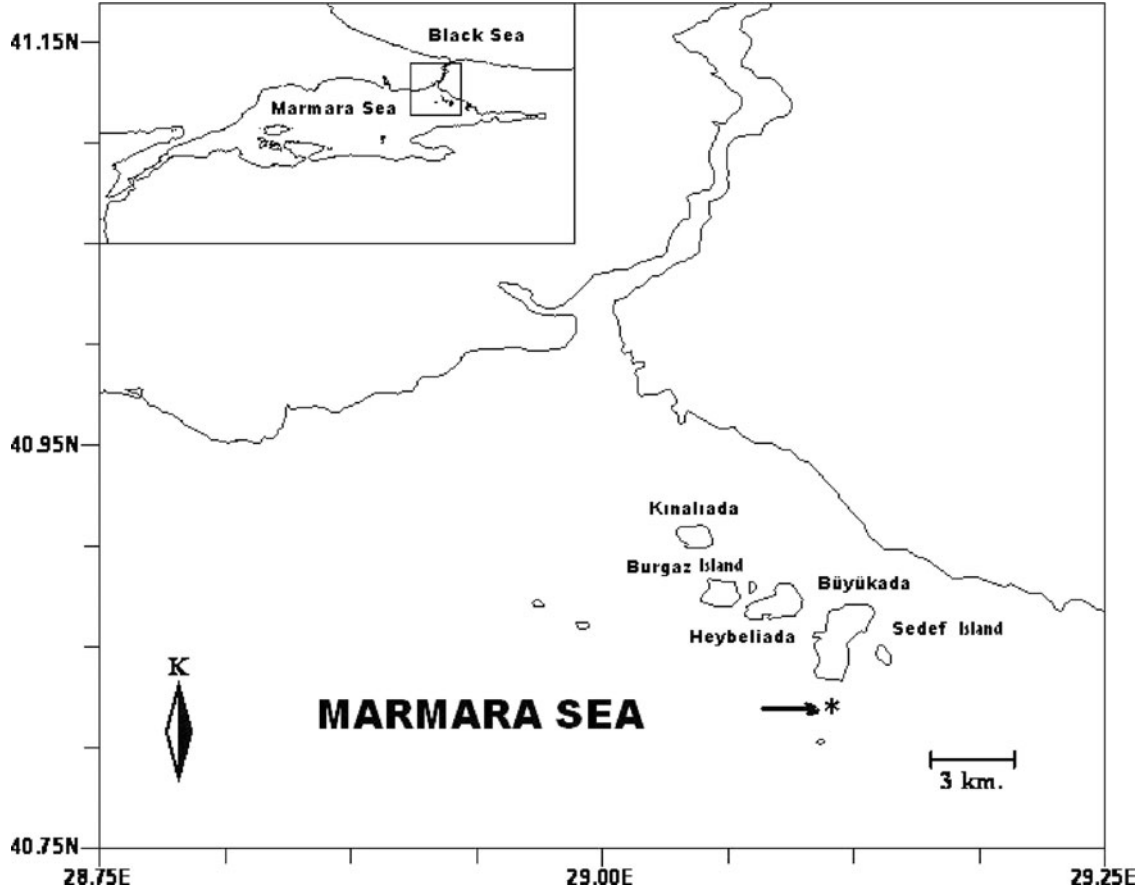 41.15N
Black Sea
Marmara Sea
40.95N
Kınalıada
Burgaz Island
Büyükada
Heybeliada
Sedef Island
K
MARMARA SEA
*
3 km.
40.75N
28.75E
29.00E
29.25E